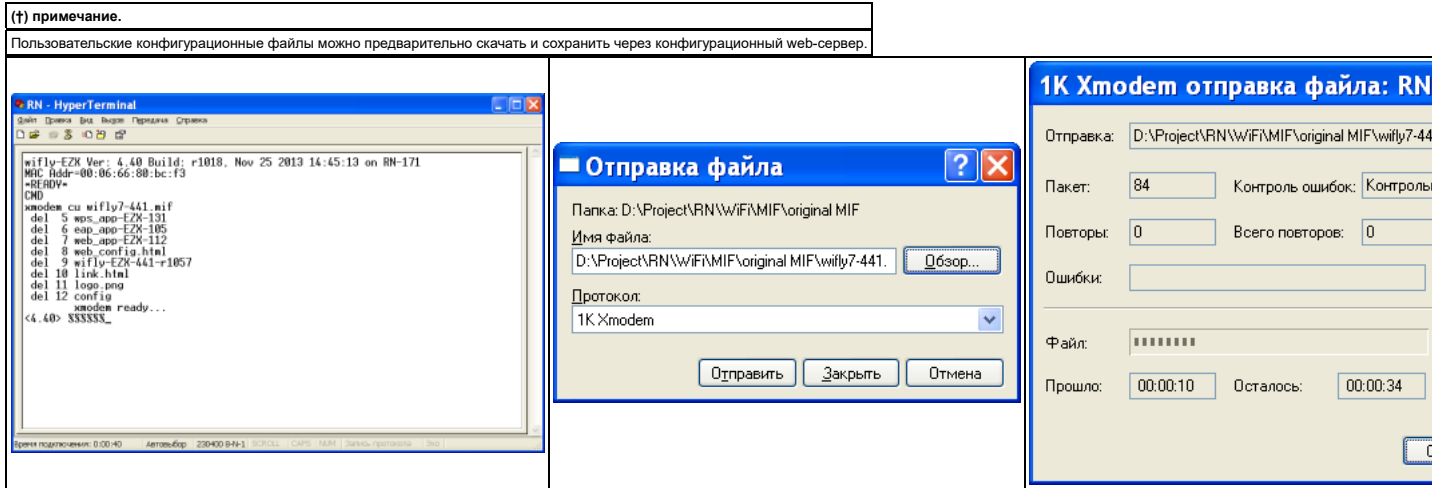 (†) примечание.
Пользовательские конфигурационные файлы можно предварительно скачать и сохранить через конфигурационный web-сервер.
RN - HyperTerminal
Файл Правка Вид Вызов Передача Справка
wifly-EZX Ver: 4.40 Build: r1018, Nov 25 2013 14:45:13 on RN-171
MAC Addr=00:06:66:80:bc:f3
*READY*
CMD
xmodem cu wifly7-441.mif
del 5 wps_app-EZX-131
del 6 eap_app-EZX-105
del 7 web_app-EZX-112
del 8 web_config.html
del 9 wifly-EZX-441-r1057
del 10 link.html
del 11 logo.png
del 12 config
xmodem ready...
<4.40> §§§§§§_
Время подключения: 0:00:40 Автовыбор 230400 8-N-1 SCROLL CAPS NUM Запись протокола Эхо
Отправка файла
Папка: D:\Project\RN\WiFi\MIF\original MIF
Имя файла:
D:\Project\RN\WiFi\MIF\original MIF\wifly7-441. Обзор...
Протокол:
1K Xmodem
Отправить Закрыть Отмена
1K Xmodem отправка файла: RN
Отправка: D:\Project\RN\WiFi\MIF\original MIF\wifly7-44
Пакет: 84 Контроль ошибок: Контроль
Повторы: 0 Всего повторов: 0
Ошибки:
Файл:
Прошло: 00:00:10 Осталось: 00:00:34